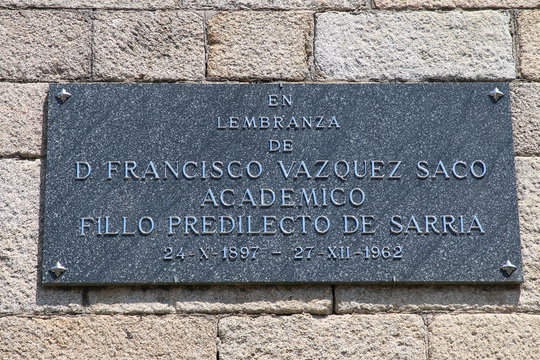 EN
LEMBRANZA
DE
D FRANCISCO VAZQUEZ SACO
ACADEMICO
FILLO PREDILECTO DE SARRIA
24-X-1897 - 27-XII-1962